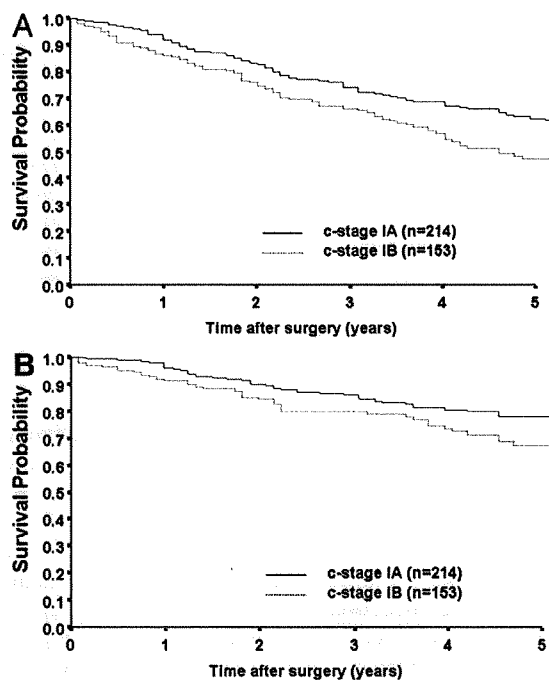 A
Survival Probability
1.0
0.9
0.8
0.7
0.6
0.5
0.4
0.3
0.2
0.1
0.0
c-stage IA (n=214)
c-stage IB (n=153)
0 1 2 3 4 5
Time after surgery (years)
B
Survival Probability
1.0
0.9
0.8
0.7
0.6
0.5
0.4
0.3
0.2
0.1
0.0
c-stage IA (n=214)
c-stage IB (n=153)
0 1 2 3 4 5
Time after surgery (years)